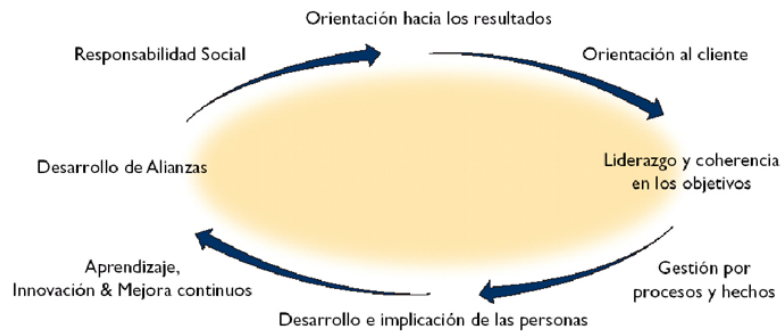 Orientación hacia los resultados
Responsabilidad Social
Orientación al cliente
Desarrollo de Alianzas
Liderazgo y coherencia
en los objetivos
Aprendizaje,
Innovación & Mejora continuos
Gestión por
procesos y hechos
Desarrollo e implicación de las personas